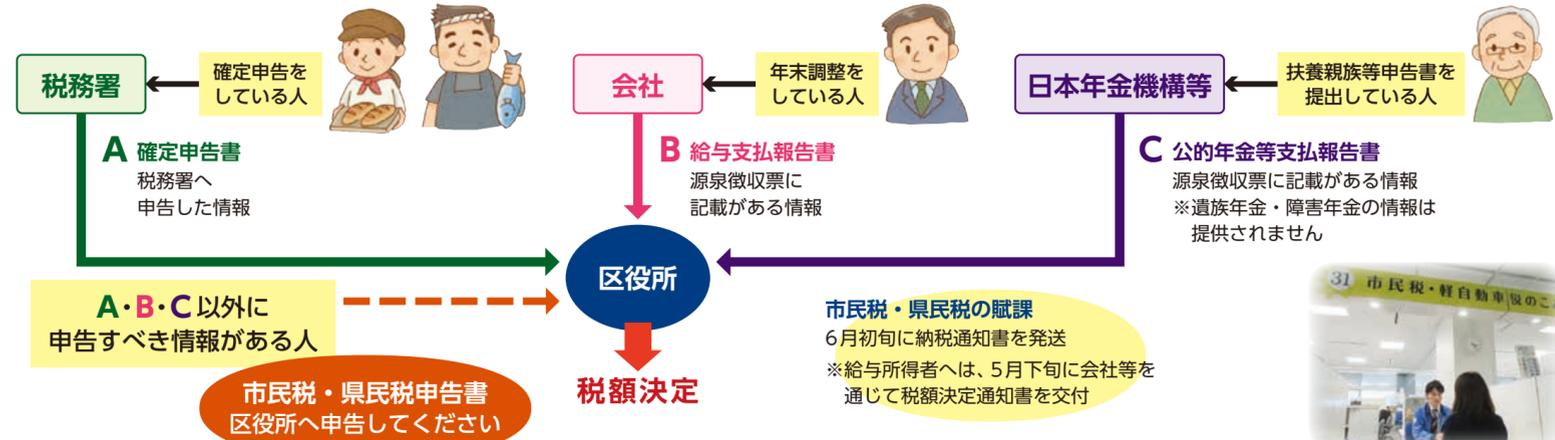 税務署
確定申告を
している人
会社
年末調整を
している人
日本年金機構等
扶養親族等申告書を
提出している人
A 確定申告書
税務署へ
申告した情報
B 給与支払報告書
源泉徴収票に
記載がある情報
C 公的年金等支払報告書
源泉徴収票に記載がある情報
※遺族年金・障害年金の情報は
提供されません
区役所
A・B・C以外に
申告すべき情報がある人
市民税・県民税申告書
区役所へ申告してください
税額決定
市民税・県民税の賦課
6月初旬に納税通知書を発送
※給与所得者へは、5月下旬に会社等を
通じて税額決定通知書を交付
31 市民税・軽自動車税のこ